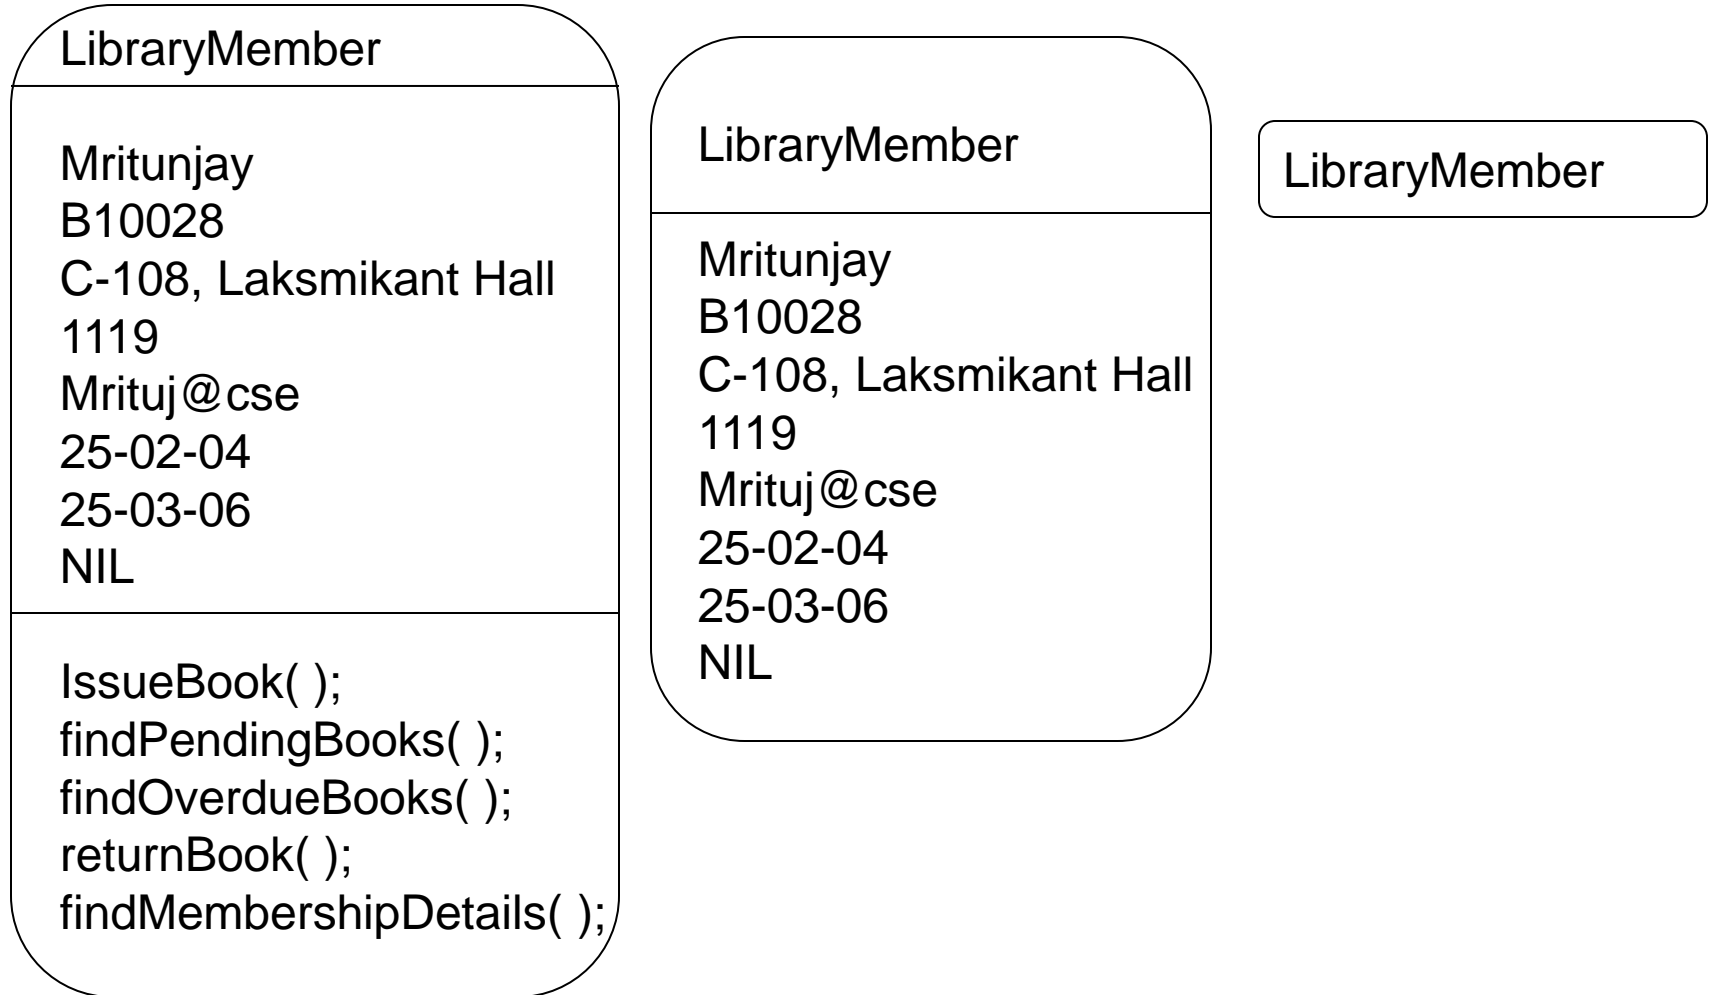 LibraryMember
Mritunjay
B10028
C-108, Laksmikant Hall
1119
Mrituj@cse
25-02-04
25-03-06
NIL
IssueBook( );
findPendingBooks( );
findOverdueBooks( );
returnBook( );
findMembershipDetails( );
LibraryMember
Mritunjay
B10028
C-108, Laksmikant Hall
1119
Mrituj@cse
25-02-04
25-03-06
NIL
LibraryMember